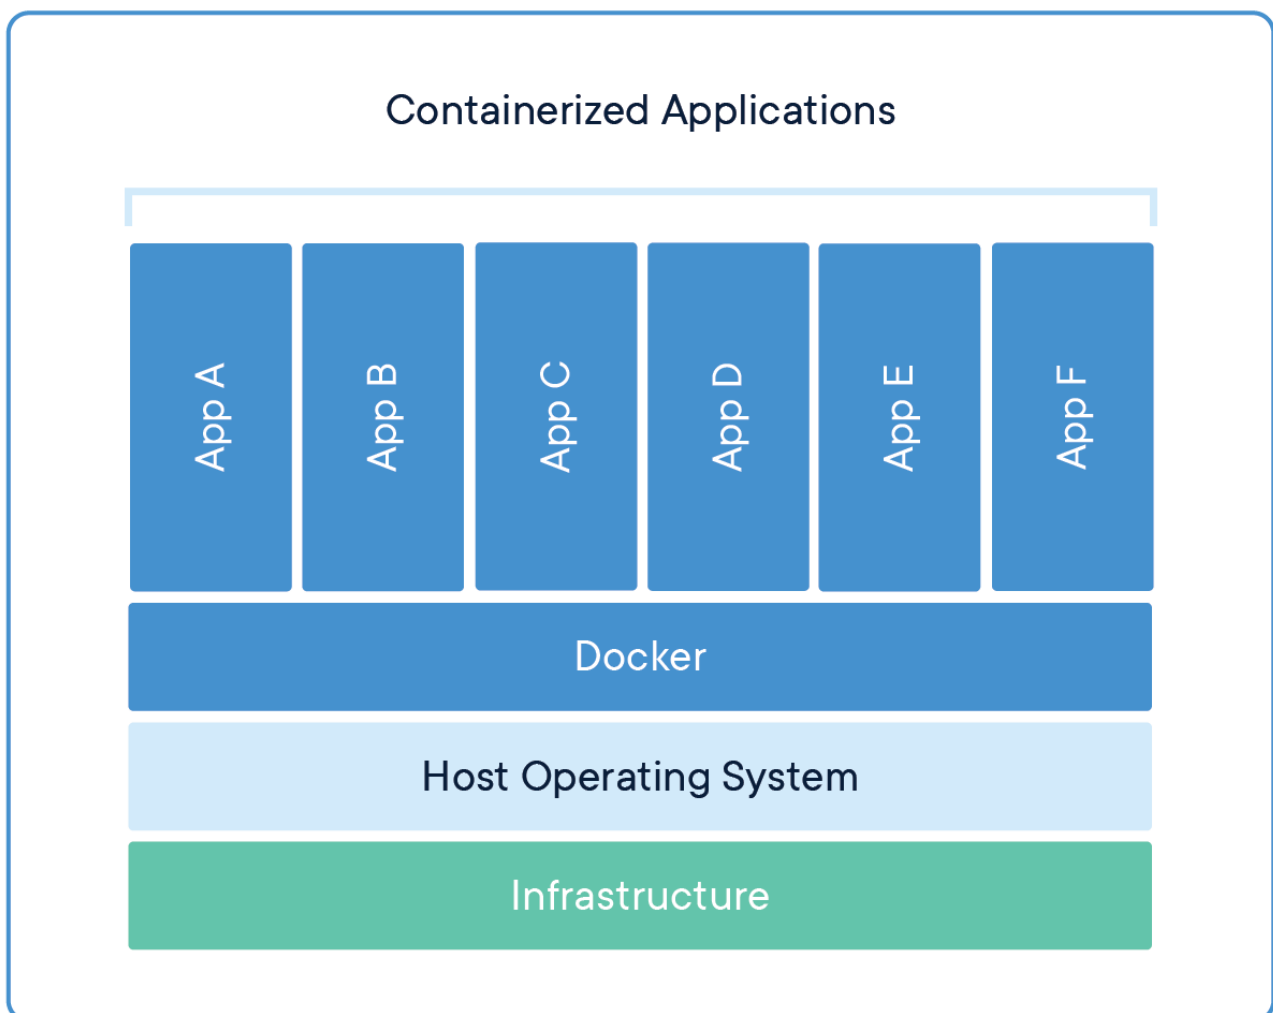 Containerized Applications
App A
App B
App C
App D
App E
App F
Docker
Host Operating System
Infrastructure